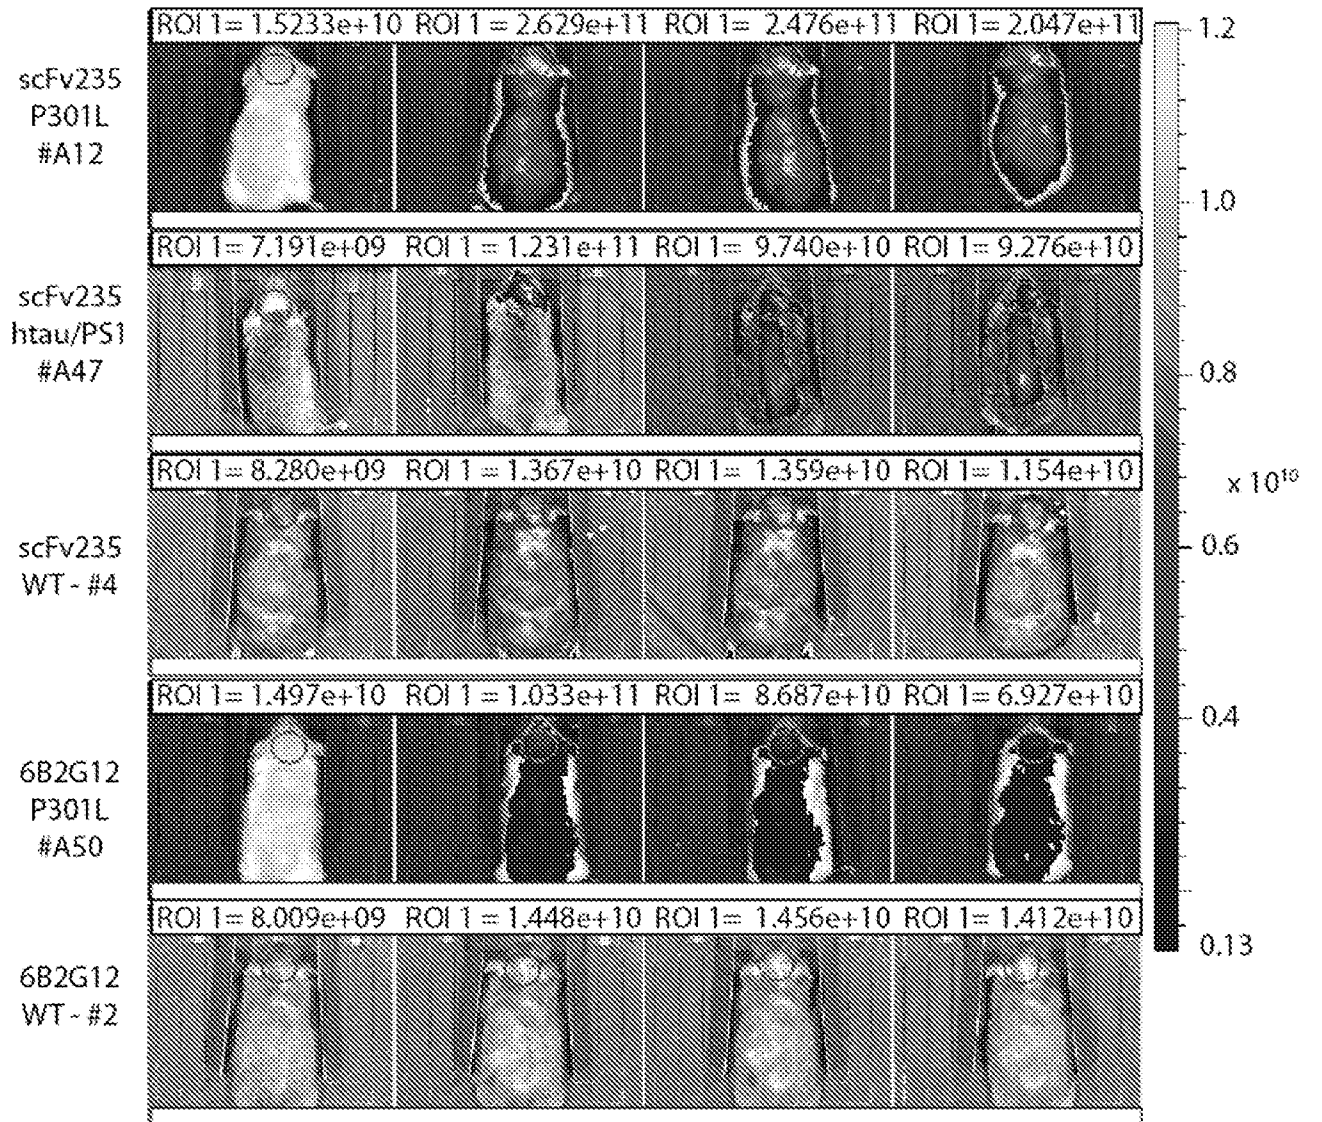 ROI 1= 1.5233e+10 ROI 1 = 2.629e+11 ROI 1= 2.476e+11 ROI 1= 2.047e+11
scFv235
P301L
#A12
ROI 1= 7.191e+09 ROI 1 = 1.231e+11 ROI 1= 9.740e+10 ROI 1= 9.276e+10
scFv235
htau/PS1
#A47
ROI 1= 8.280e+09 ROI 1 = 1.367e+10 ROI 1= 1.359e+10 ROI 1= 1.154e+10
scFv235
WT - #4
ROI 1= 1.497e+10 ROI 1 = 1.033e+11 ROI 1= 8.687e+10 ROI 1= 6.927e+10
6B2G12
P301L
#A50
ROI 1= 8.009e+09 ROI 1 = 1.448e+10 ROI 1= 1.456e+10 ROI 1= 1.412e+10
6B2G12
WT - #2
1.2
1.0
0.8
x 10¹⁰
0.6
0.4
0.13